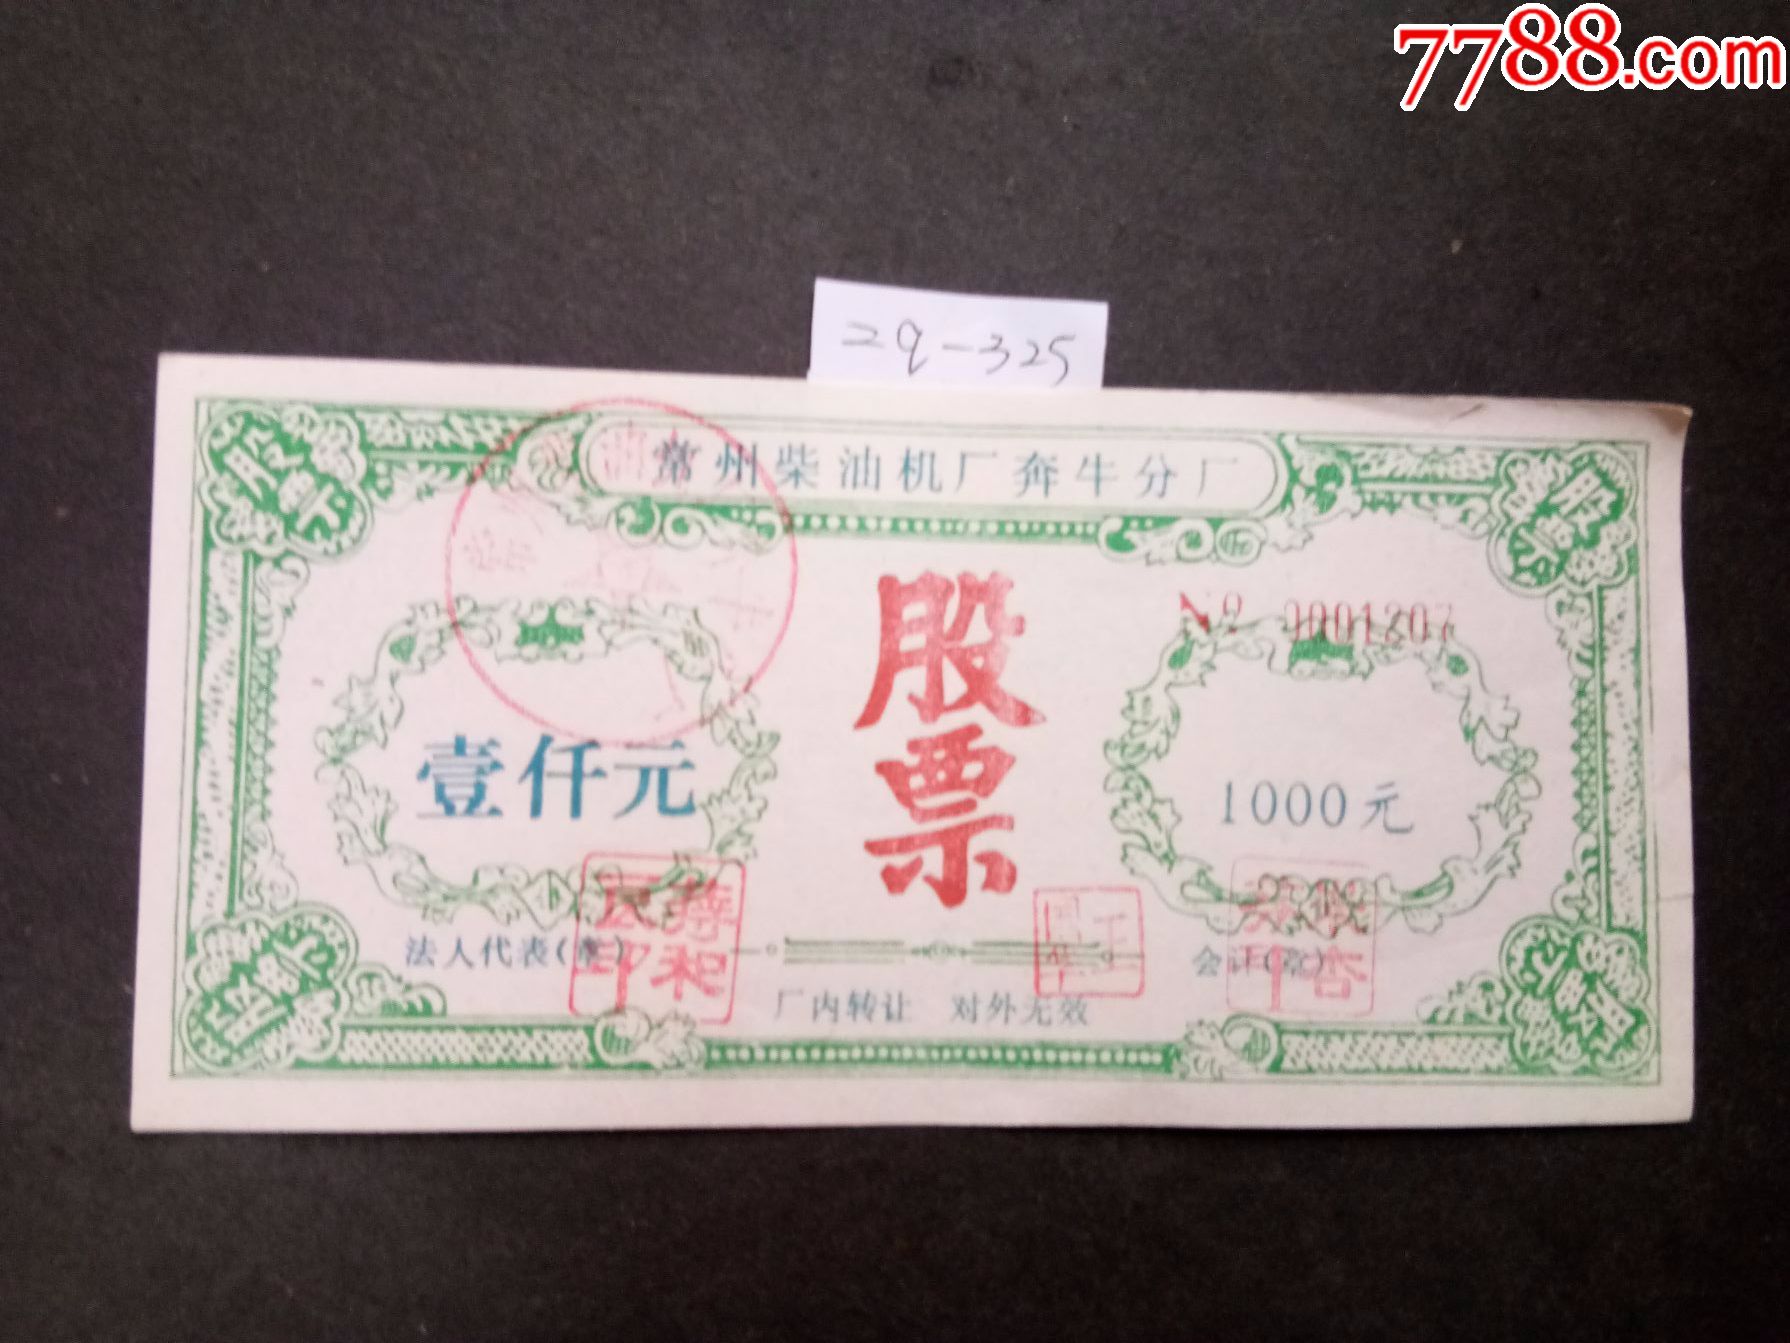 7788.com
2q-325
常州柴油机厂奔牛分厂
股票
№ 0001207
壹仟元
1000元
法人代表(章)
会计(章)
厂内转让 对外无效